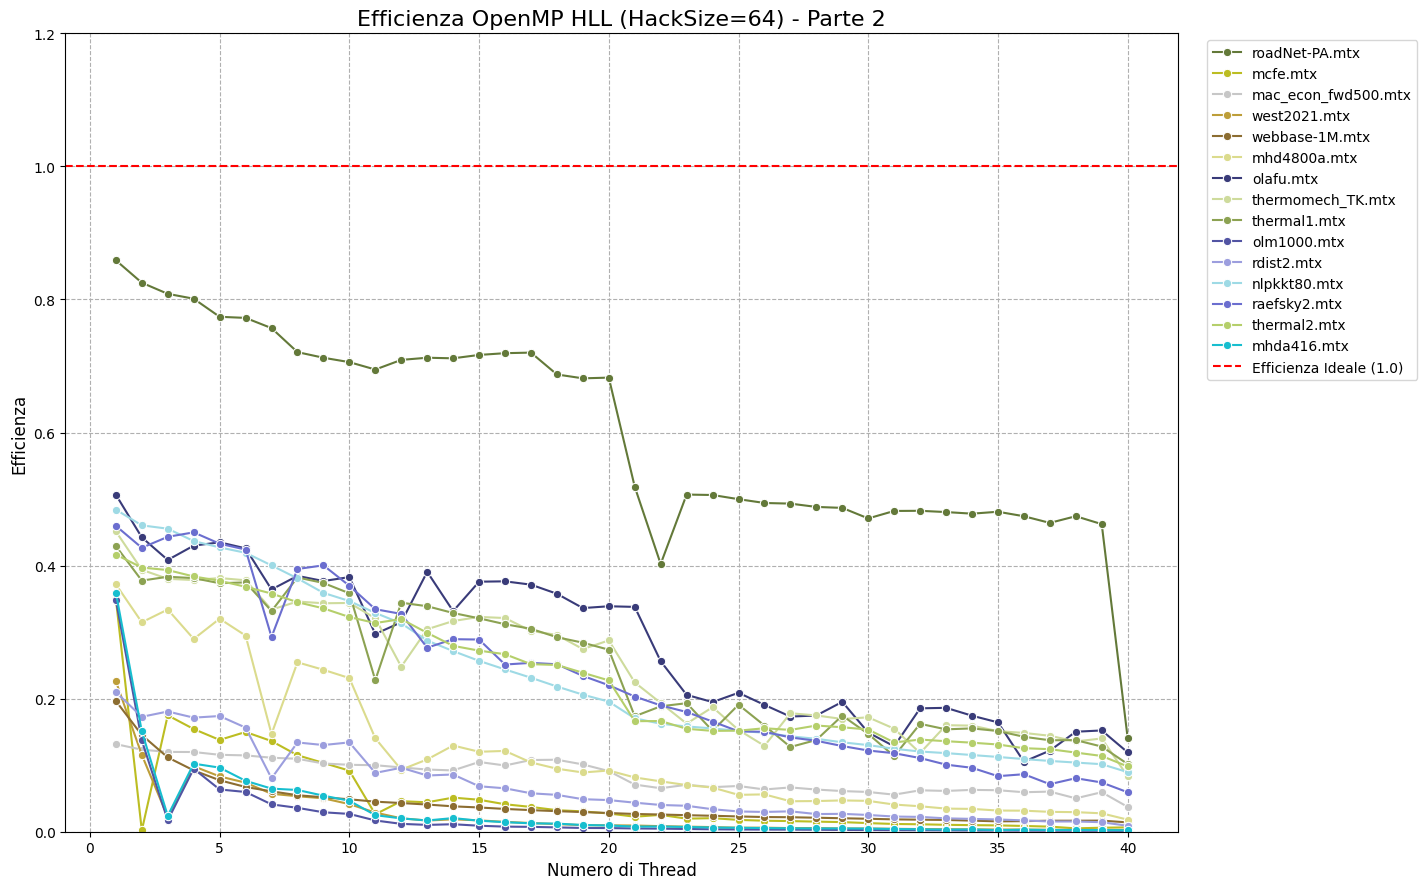 Efficienza OpenMP HLL (HackSize=64) - Parte 2
1.2
1.0
0.8
0.6
0.4
0.2
0.0
Efficienza
0
5
10
15
20
25
30
35
40
Numero di Thread
roadNet-PA.mtx
mcfe.mtx
mac_econ_fwd500.mtx
west2021.mtx
webbase-1M.mtx
mhd4800a.mtx
olafu.mtx
thermomech_TK.mtx
thermal1.mtx
olm1000.mtx
rdist2.mtx
nlpkkt80.mtx
raefsky2.mtx
thermal2.mtx
mhda416.mtx
Efficienza Ideale (1.0)